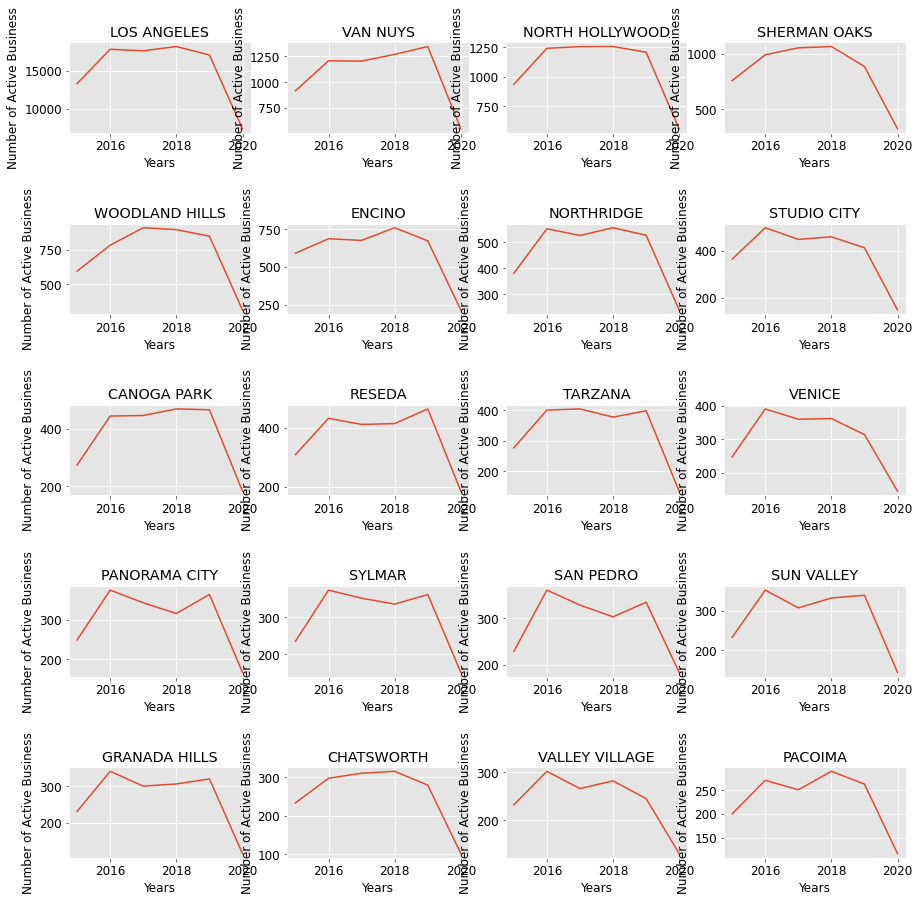 LOS ANGELES
Number of Active Business
15000
10000
2016 2018 2020
Years
VAN NUYS
Number of Active Business
1250
1000
750
2016 2018 2020
Years
NORTH HOLLYWOOD
Number of Active Business
1250
1000
750
2016 2018 2020
Years
SHERMAN OAKS
Number of Active Business
1000
500
2016 2018 2020
Years
WOODLAND HILLS
Number of Active Business
750
500
2016 2018 2020
Years
ENCINO
Number of Active Business
750
500
250
2016 2018 2020
Years
NORTHRIDGE
Number of Active Business
500
400
300
2016 2018 2020
Years
STUDIO CITY
Number of Active Business
400
200
2016 2018 2020
Years
CANOGA PARK
Number of Active Business
400
200
2016 2018 2020
Years
RESEDA
Number of Active Business
400
200
2016 2018 2020
Years
TARZANA
Number of Active Business
400
300
200
2016 2018 2020
Years
VENICE
Number of Active Business
400
300
200
2016 2018 2020
Years
PANORAMA CITY
Number of Active Business
300
200
2016 2018 2020
Years
SYLMAR
Number of Active Business
300
200
2016 2018 2020
Years
SAN PEDRO
Number of Active Business
300
200
2016 2018 2020
Years
SUN VALLEY
Number of Active Business
300
200
2016 2018 2020
Years
GRANADA HILLS
Number of Active Business
300
200
2016 2018 2020
Years
CHATSWORTH
Number of Active Business
300
200
100
2016 2018 2020
Years
VALLEY VILLAGE
Number of Active Business
300
200
2016 2018 2020
Years
PACOIMA
Number of Active Business
250
200
150
2016 2018 2020
Years